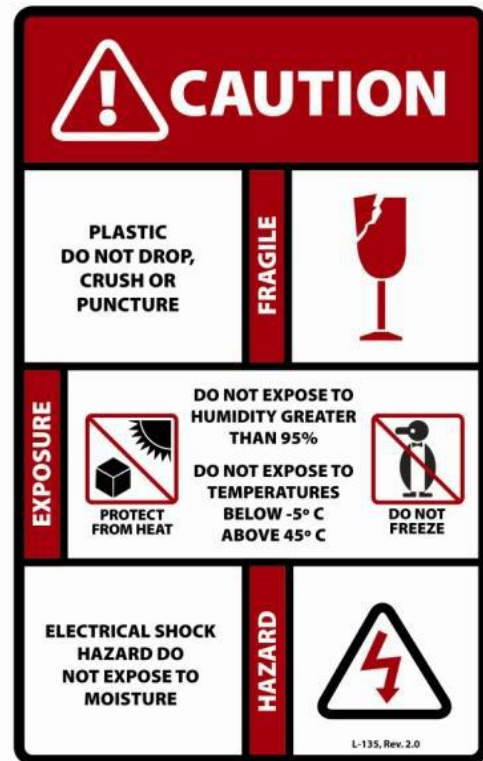 CAUTION
PLASTIC
DO NOT DROP,
CRUSH OR
PUNCTURE
FRAGILE
EXPOSURE
PROTECT
FROM HEAT
DO NOT EXPOSE TO
HUMIDITY GREATER
THAN 95%
DO NOT EXPOSE TO
TEMPERATURES
BELOW -5º C
ABOVE 45º C
DO NOT
FREEZE
ELECTRICAL SHOCK
HAZARD DO
NOT EXPOSE TO
MOISTURE
HAZARD
L-135, Rev. 2.0